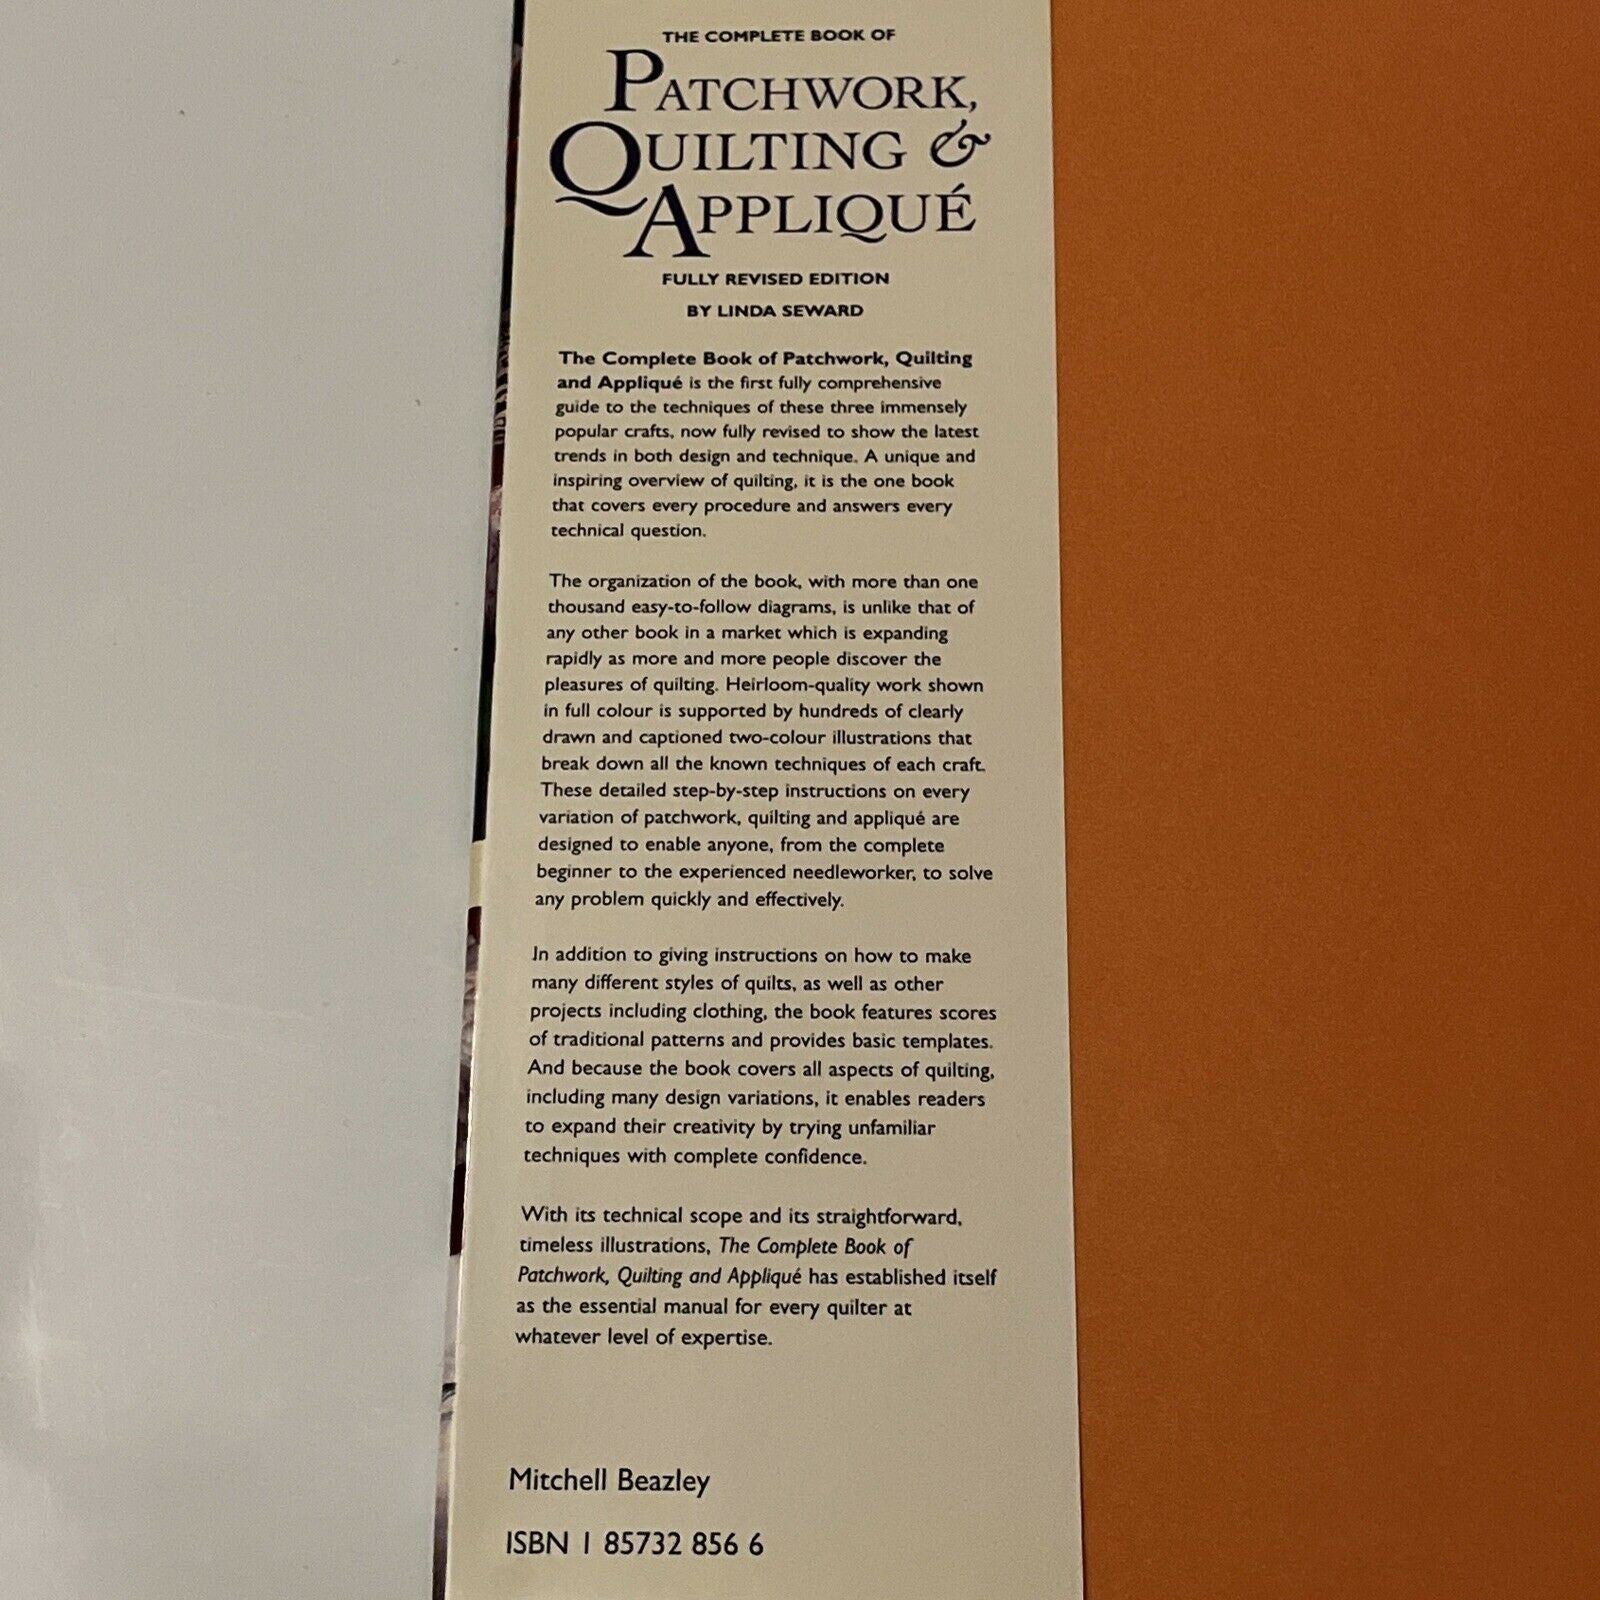 THE COMPLETE BOOK OF
PATCHWORK,
QUILTING &
APPLIQUÉ
FULLY REVISED EDITION
BY LINDA SEWARD
The Complete Book of Patchwork, Quilting
and Appliqué is the first fully comprehensive
guide to the techniques of these three immensely
popular crafts, now fully revised to show the latest
trends in both design and technique. A unique and
inspiring overview of quilting, it is the one book
that covers every procedure and answers every
technical question.
The organization of the book, with more than one
thousand easy-to-follow diagrams, is unlike that of
any other book in a market which is expanding
rapidly as more and more people discover the
pleasures of quilting. Heirloom-quality work shown
in full colour is supported by hundreds of clearly
drawn and captioned two-colour illustrations that
break down all the known techniques of each craft.
These detailed step-by-step instructions on every
variation of patchwork, quilting and appliqué are
designed to enable anyone, from the complete
beginner to the experienced needleworker, to solve
any problem quickly and effectively.
In addition to giving instructions on how to make
many different styles of quilts, as well as other
projects including clothing, the book features scores
of traditional patterns and provides basic templates.
And because the book covers all aspects of quilting,
including many design variations, it enables readers
to expand their creativity by trying unfamiliar
techniques with complete confidence.
With its technical scope and its straightforward,
timeless illustrations, The Complete Book of
Patchwork, Quilting and Appliqué has established itself
as the essential manual for every quilter at
whatever level of expertise.
Mitchell Beazley
ISBN 1 85732 856 6